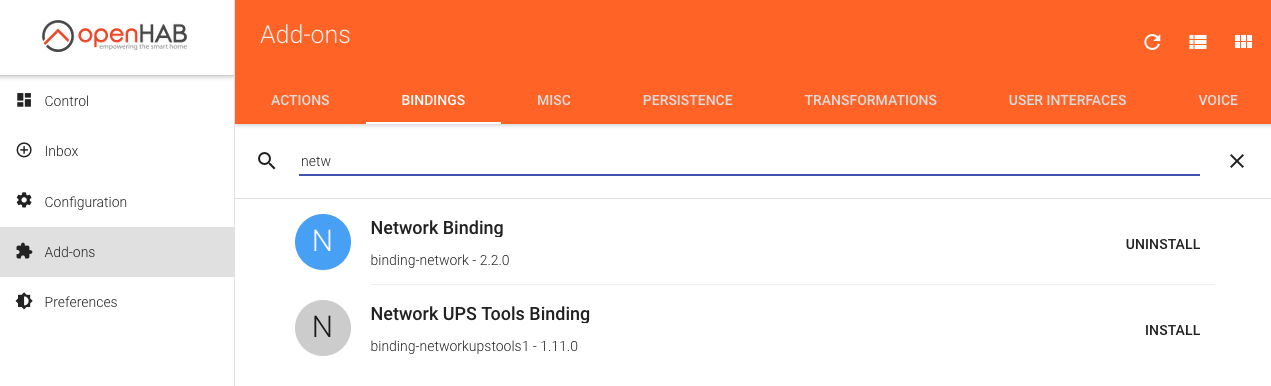 openHAB
empowering the smart home
Add-ons
Control
Inbox
Configuration
Add-ons
Preferences
ACTIONS BINDINGS MISC PERSISTENCE TRANSFORMATIONS USER INTERFACES VOICE
netw
N
Network Binding
binding-network - 2.2.0
UNINSTALL
N
Network UPS Tools Binding
binding-networkupstools1 - 1.11.0
INSTALL